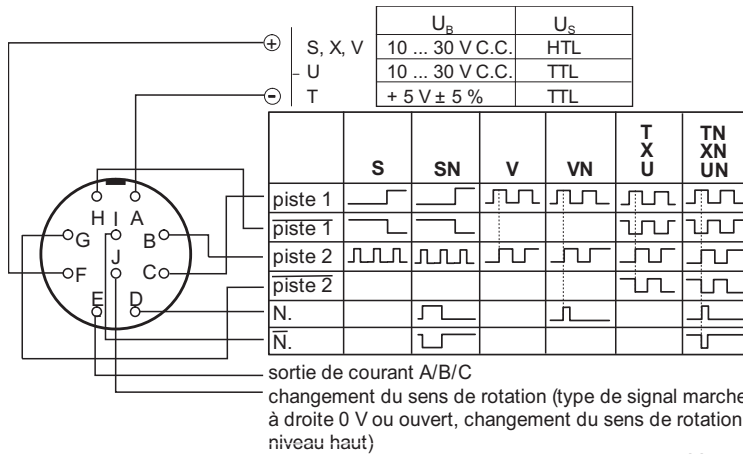 U_B U_S
⊕ S, X, V 10 ... 30 V C.C. HTL
U 10 ... 30 V C.C. TTL
⊖ T + 5 V ± 5 % TTL
T TN
X XN
S SN V VN U UN
piste 1
piste 1
piste 2
piste 2
N.
N.
H I A
G B
J
F C
E D
sortie de courant A/B/C
changement du sens de rotation (type de signal marche
à droite 0 V ou ouvert, changement du sens de rotation
niveau haut)